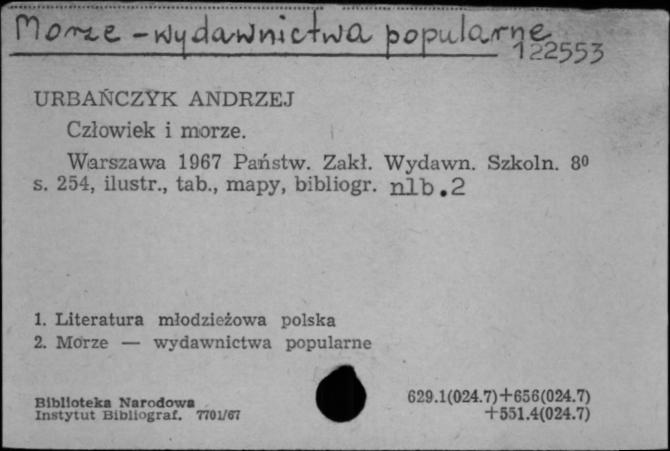 Morze - wydawnictwa popularne
122553
URBAŃCZYK ANDRZEJ
Człowiek i morze.
Warszawa 1967 Państw. Zakł. Wydawn. Szkoln. 8⁰
s. 254, ilustr., tab., mapy, bibliogr. nlb.2
1. Literatura młodzieżowa polska
2. Morze — wydawnictwa popularne
Biblioteka Narodowa
Instytut Bibliograf. 7701/67
629.1(024.7)+656(024.7)
+551.4(024.7)